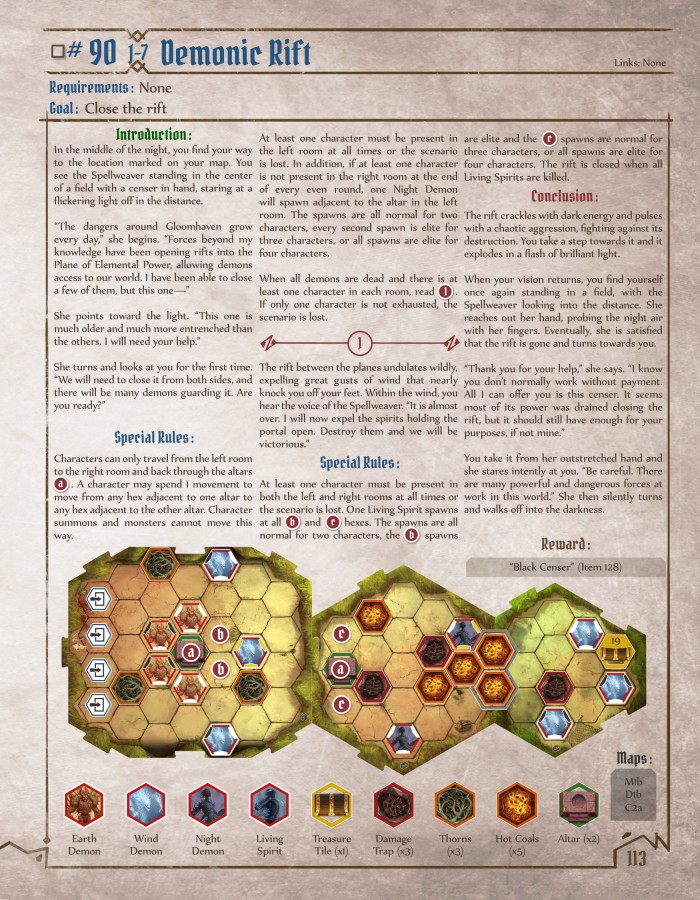 # 90 1-7 Demonic Rift
Links: None
Requirements: None
Goal: Close the rift
Introduction:
In the middle of the night, you find your way
to the location marked on your map. You
see the Spellweaver standing in the center
of a field with a censer in hand, staring at a
flickering light off in the distance.
“The dangers around Gloomhaven grow
every day,” she begins. “Forces beyond my
knowledge have been opening rifts into the
Plane of Elemental Power, allowing demons
access to our world. I have been able to close
a few of them, but this one—”
She points toward the light. “This one is
much older and much more entrenched than
the others. I will need your help.”
She turns and looks at you for the first time.
“We will need to close it from both sides, and
there will be many demons guarding it. Are
you ready?”
Special Rules:
Characters can only travel from the left room
to the right room and back through the altars
a . A character may spend 1 movement to
move from any hex adjacent to one altar to
any hex adjacent to the other altar. Character
summons and monsters cannot move this
way.
At least one character must be present in
the left room at all times or the scenario
is lost. In addition, if at least one character
is not present in the right room at the end
of every even round, one Night Demon
will spawn adjacent to the altar in the left
room. The spawns are all normal for two
characters, every second spawn is elite for
three characters, or all spawns are elite for
four characters.
When all demons are dead and there is at
least one character in each room, read 1 .
If only one character is not exhausted, the
scenario is lost.
1
The rift between the planes undulates wildly,
expelling great gusts of wind that nearly
knock you off your feet. Within the wind, you
hear the voice of the Spellweaver. “It is almost
over. I will now expel the spirits holding the
portal open. Destroy them and we will be
victorious.”
Special Rules:
At least one character must be present in
both the left and right rooms at all times or
the scenario is lost. One Living Spirit spawns
at all b and c hexes. The spawns are all
normal for two characters, the b spawns
are elite and the c spawns are normal for
three characters, or all spawns are elite for
four characters. The rift is closed when all
Living Spirits are killed.
Conclusion:
The rift crackles with dark energy and pulses
with a chaotic aggression, fighting against its
destruction. You take a step towards it and it
explodes in a flash of brilliant light.
When your vision returns, you find yourself
once again standing in a field, with the
Spellweaver looking into the distance. She
reaches out her hand, probing the night air
with her fingers. Eventually, she is satisfied
that the rift is gone and turns towards you.
“Thank you for your help,” she says. “I know
you don’t normally work without payment.
All I can offer you is this censer. It seems
most of its power was drained closing the
rift, but it should still have enough for your
purposes, if not mine.”
You take it from her outstretched hand and
she stares intently at you. “Be careful. There
are many powerful and dangerous forces at
work in this world.” She then silently turns
and walks off into the darkness.
Reward:
“Black Censer” (Item 128)
a
b
b
c
a
c
19
Maps:
M1b
D1b
C2a
Earth
Demon
Wind
Demon
Night
Demon
Living
Spirit
Treasure
Tile (x1)
Damage
Trap (x3)
Thorns
(x3)
Hot Coals
(x5)
Altar (x2)
113